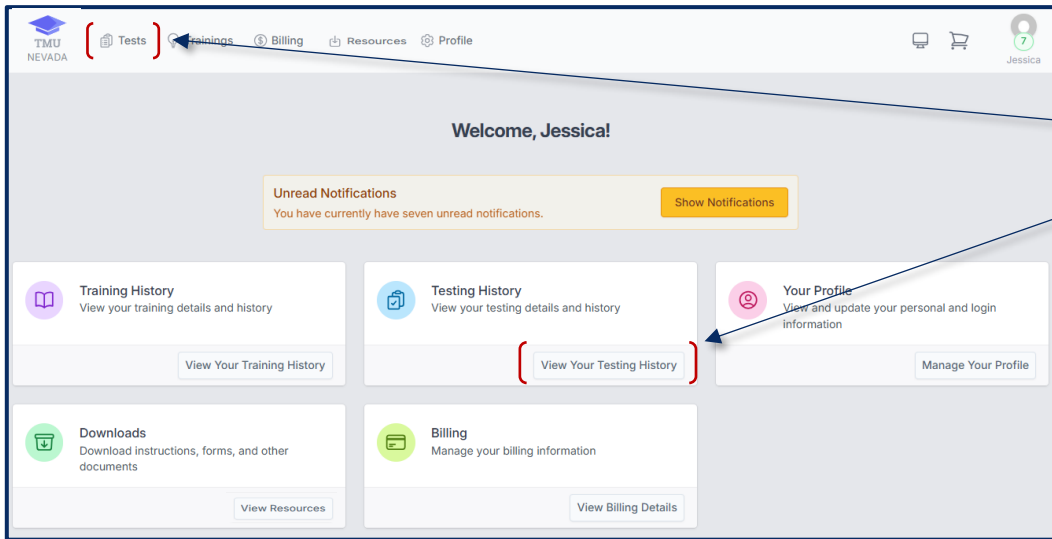 TMU
NEVADA
Tests
Trainings
Billing
Resources
Profile
7
Jessica
Welcome, Jessica!
Unread Notifications
You have currently have seven unread notifications.
Show Notifications
Training History
View your training details and history
View Your Training History
Testing History
View your testing details and history
View Your Testing History
Your Profile
View and update your personal and login
information
Manage Your Profile
Downloads
Download instructions, forms, and other
documents
View Resources
Billing
Manage your billing information
View Billing Details